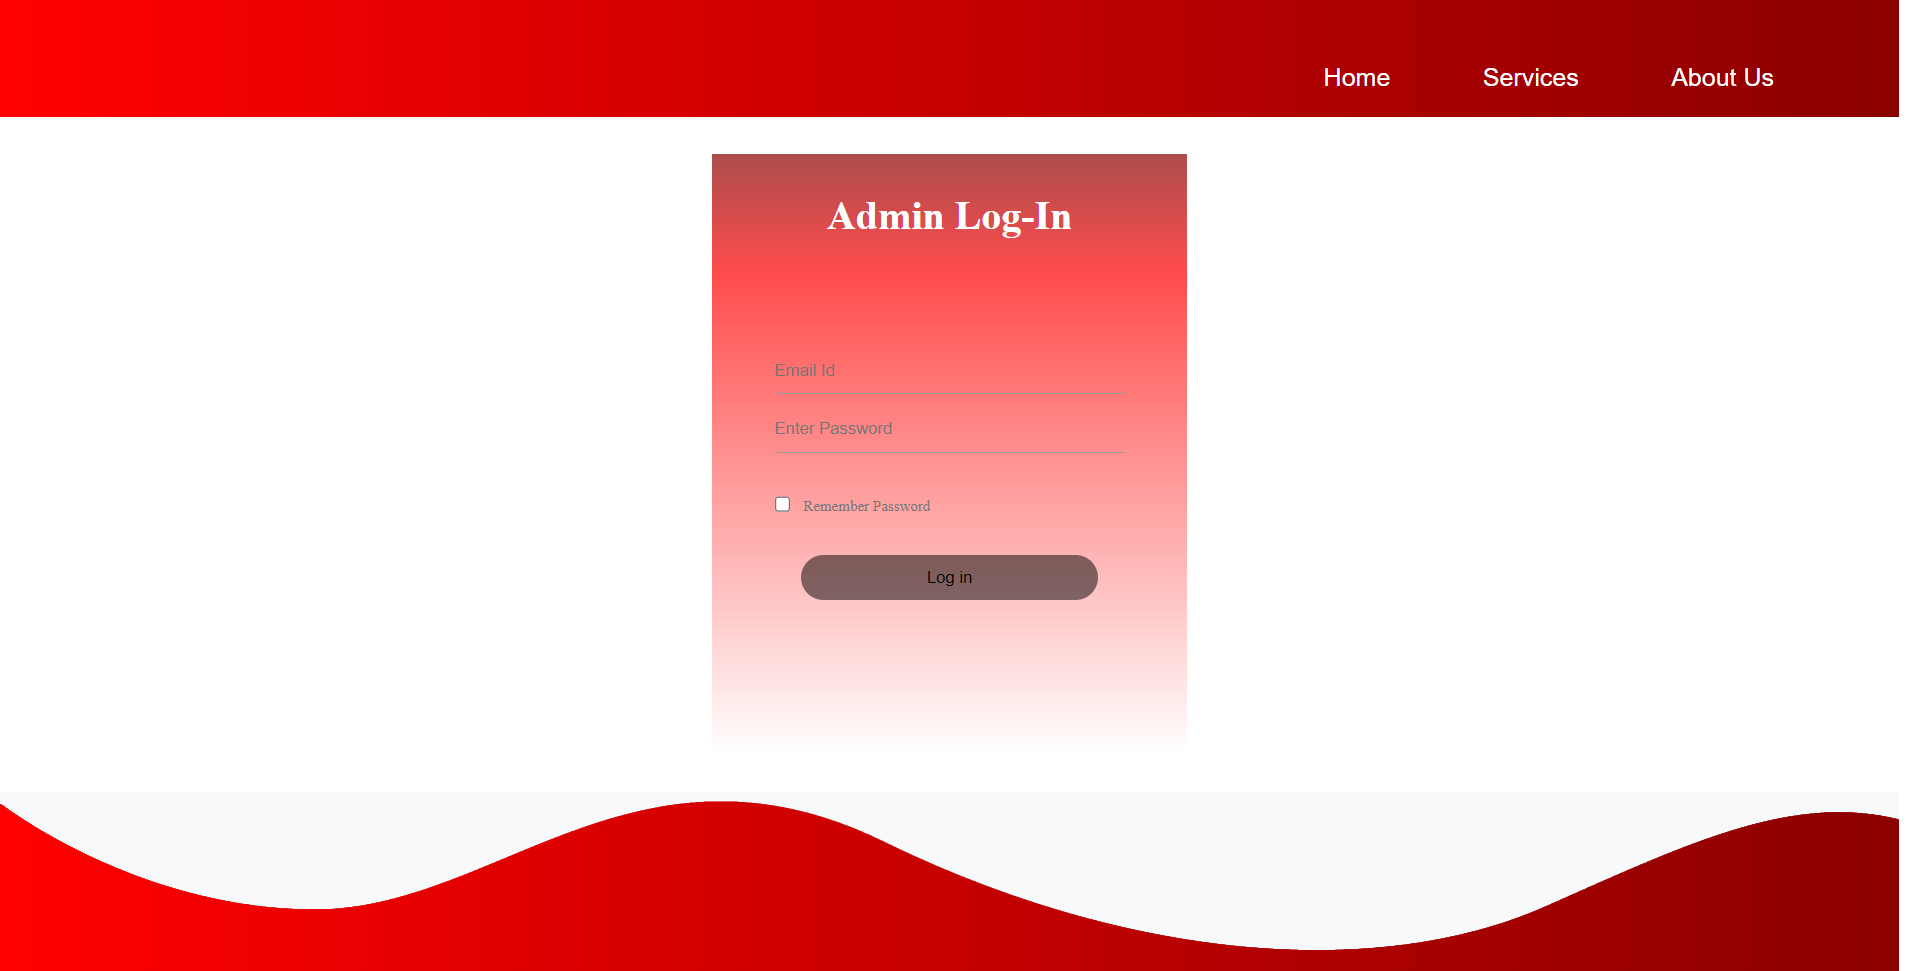 Home Services About Us
Admin Log-In
Email Id
Enter Password
Remember Password
Log in